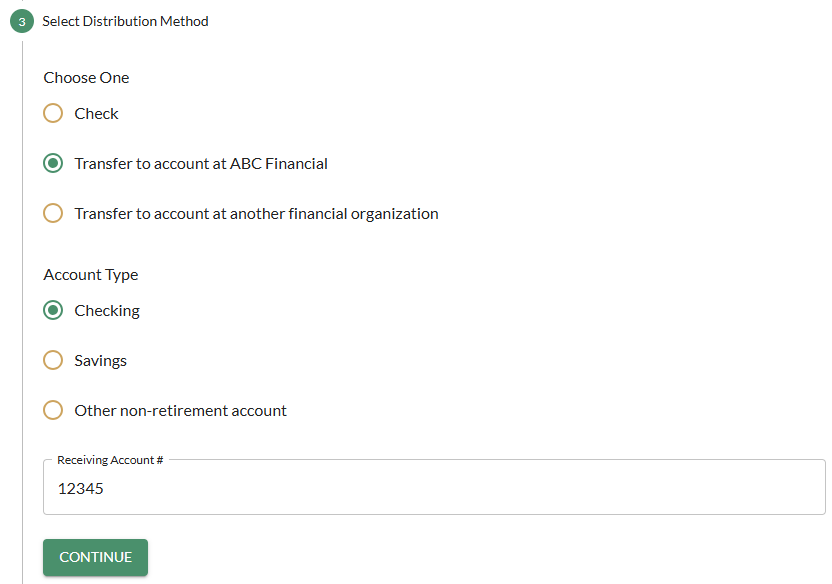 3 Select Distribution Method
Choose One
Check
Transfer to account at ABC Financial
Transfer to account at another financial organization
Account Type
Checking
Savings
Other non-retirement account
Receiving Account #
12345
CONTINUE